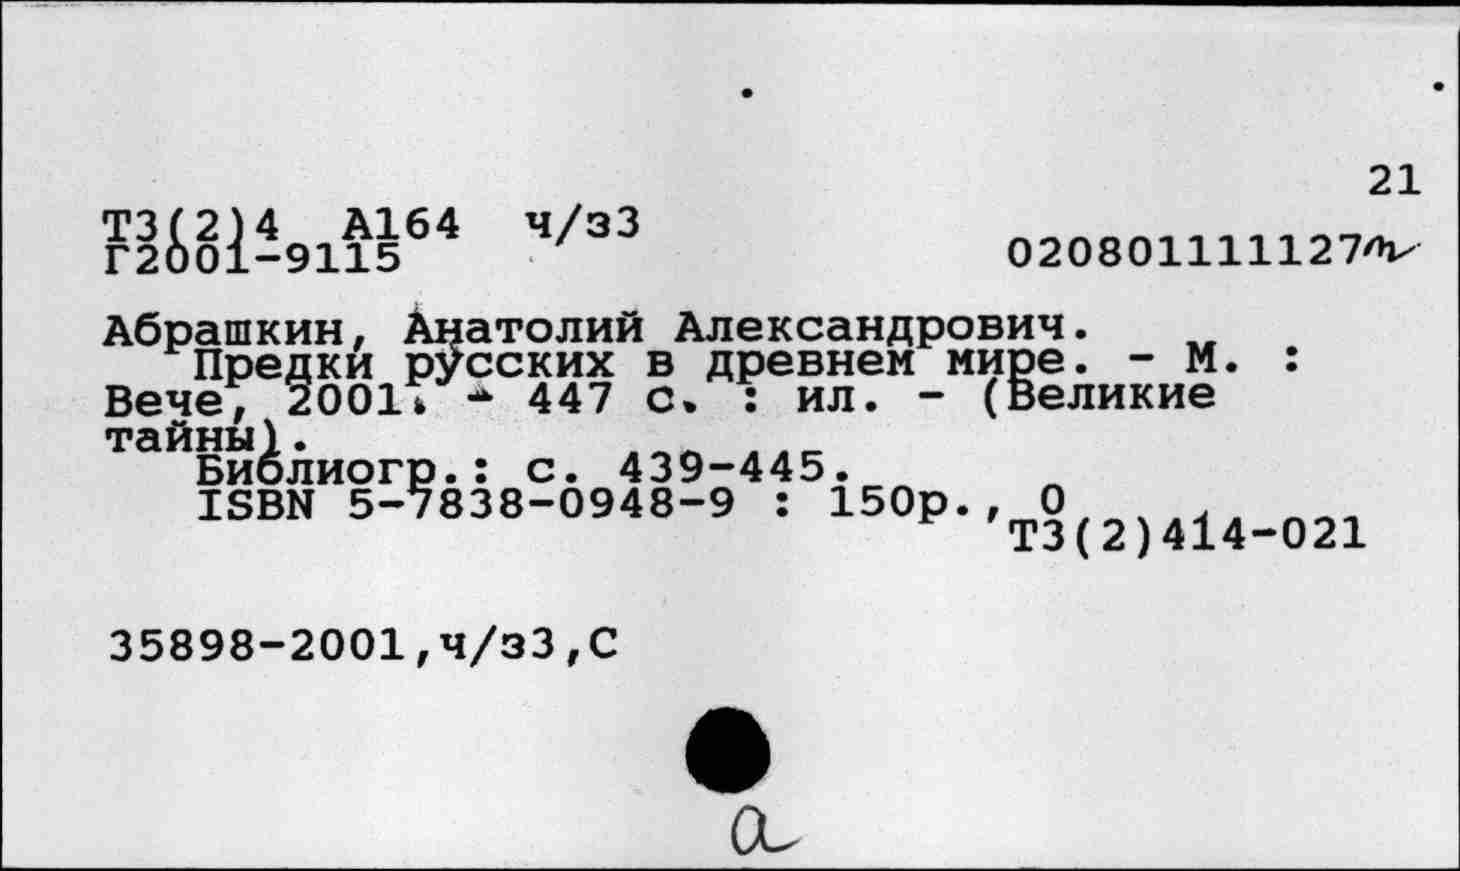 21
Т3(2)4 А164 ч/з3
Г2001-9115
020801111127
Абрашкин, Анатолий Александрович.
Предки русских в древнем мире. - М. :
Вече, 2001. - 447 с. : ил. - (Великие
тайны).
Библиогр.: с. 439-445.
ISBN 5-7838-0948-9 : 150р., 0
Т3(2)414-021
35898-2001,ч/з3,С
а